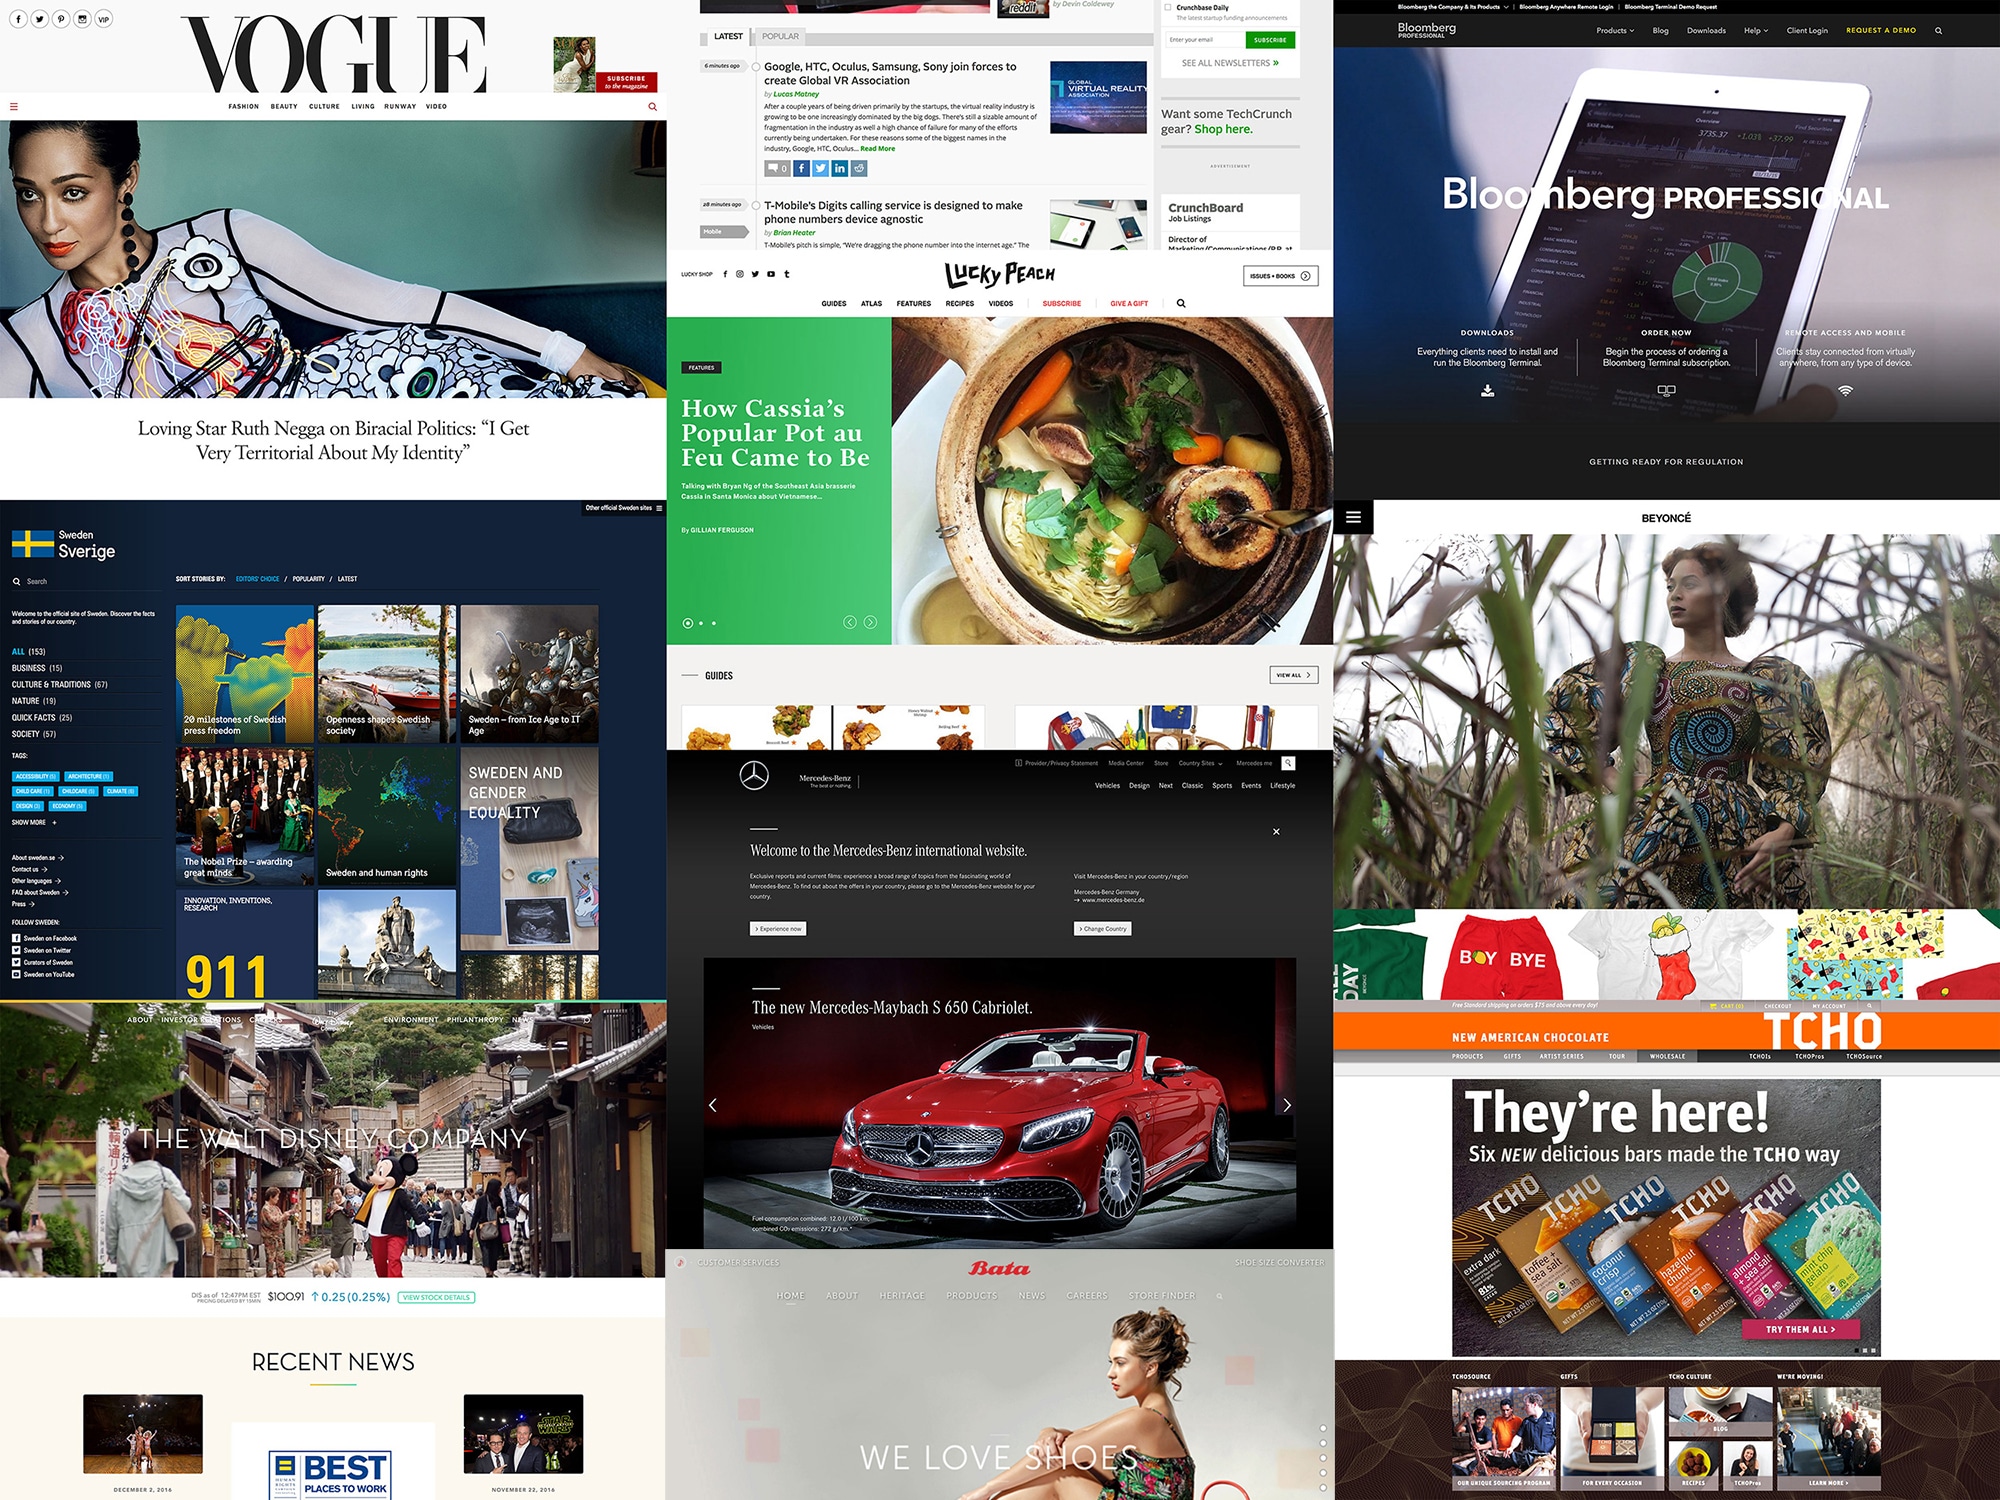 VIP
VOGUE
SUBSCRIBE
to the magazine
FASHION BEAUTY CULTURE LIVING RUNWAY VIDEO
Loving Star Ruth Negga on Biracial Politics: “I Get
Very Territorial About My Identity”
reddit
by Devin Coldewey
LATEST POPULAR
6 minutes ago
Google, HTC, Oculus, Samsung, Sony join forces to
create Global VR Association
by Lucas Matney
After a couple years of being driven primarily by the startups, the virtual reality industry is
growing to be one increasingly dominated by the big dogs. There’s still a sizable amount of
fragmentation in the industry as well a high chance of failure for many of the efforts
currently being undertaken. For these reasons some of the biggest names in the
industry, Google, HTC, Oculus... Read More
0
GLOBAL
VIRTUAL REALITY
ASSOCIATION
28 minutes ago
Mobile
T-Mobile’s Digits calling service is designed to make
phone numbers device agnostic
by Brian Heater
T-Mobile’s pitch is simple, “We’re dragging the phone number into the internet age.” The
Crunchbase Daily
The latest startup funding announcements
Enter your email
SUBSCRIBE
SEE ALL NEWSLETTERS »
Want some TechCrunch
gear? Shop here.
ADVERTISEMENT
CrunchBoard
Job Listings
Director of
Marketing/Communications/PR at
Bloomberg the Company & Its Products | Bloomberg Anywhere Remote Login | Bloomberg Terminal Demo Request
Bloomberg
PROFESSIONAL
Products Blog Downloads Help Client Login REQUEST A DEMO
Overview
3735.37 +1.03% +37.99
Bloomberg PROFESSIONAL
DOWNLOADS
Everything clients need to install and
run the Bloomberg Terminal.
ORDER NOW
Begin the process of ordering a
Bloomberg Terminal subscription.
REMOTE ACCESS AND MOBILE
Clients stay connected from virtually
anywhere, from any type of device.
GETTING READY FOR REGULATION
LUCKY SHOP
LUCKY PEACH
ISSUES + BOOKS
GUIDES ATLAS FEATURES RECIPES VIDEOS SUBSCRIBE GIVE A GIFT
FEATURES
How Cassia’s
Popular Pot au
Feu Came to Be
Talking with Bryan Ng of the Southeast Asia brasserie
Cassia in Santa Monica about Vietnamese...
By GILLIAN FERGUSON
GUIDES
VIEW ALL
Other official Sweden sites
Sweden
Sverige
Search
Welcome to the official site of Sweden. Discover the facts
and stories of our country.
ALL (153)
BUSINESS (15)
CULTURE & TRADITIONS (67)
NATURE (19)
QUICK FACTS (25)
SOCIETY (57)
TAGS:
ACCESSIBILITY (5) ARCHITECTURE (1)
CHILD CARE (1) CHILDCARE (5) CLIMATE (8)
DESIGN (3) ECONOMY (5)
SHOW MORE +
About sweden.se
Contact us
Other languages
FAQ about Sweden
Press
FOLLOW SWEDEN:
Sweden on Facebook
Sweden on Twitter
Curators of Sweden
Sweden on YouTube
SORT STORIES BY: EDITORS' CHOICE / POPULARITY / LATEST
20 milestones of Swedish
press freedom
Openness shapes Swedish
society
Sweden – from Ice Age to IT
Age
The Nobel Prize – awarding
great minds
Sweden and human rights
SWEDEN AND
GENDER
EQUALITY
INNOVATION, INVENTIONS,
RESEARCH
911
BEYONCÉ
BOY BYE
Mercedes-Benz
The best or nothing.
Provider/Privacy Statement Media Center Store Country Sites Mercedes me
Vehicles Design Next Classic Sports Events Lifestyle
Welcome to the Mercedes-Benz international website.
Exclusive reports and current films: experience a broad range of topics from the fascinating world of
Mercedes-Benz. To find out about the offers in your country, please go to the Mercedes-Benz website for your
country.
Experience now
Visit Mercedes-Benz in your country/region
Mercedes-Benz Germany
www.mercedes-benz.de
Change Country
The new Mercedes-Maybach S 650 Cabriolet.
Vehicles
Fuel consumption combined: 12.0 l/100 km;
combined CO₂ emissions: 272 g/km.*
ABOUT INVESTOR RELATIONS CAREERS ENVIRONMENT PHILANTHROPY NEWS
THE WALT DISNEY COMPANY
DIS as of 12:47PM EST
PRICING DELAYED BY 15MIN
$100.91 0.25 (0.25%) VIEW STOCK DETAILS
RECENT NEWS
STAR WARS
DECEMBER 2, 2016
HUMAN
RIGHTS
BEST
PLACES TO WORK
NOVEMBER 22, 2016
CUSTOMER SERVICES
Bata
SHOE SIZE CONVERTER
HOME ABOUT HERITAGE PRODUCTS NEWS CAREERS STORE FINDER
WE LOVE SHOES
Free Standard shipping on orders $75 and above every day!
CART (0) CHECKOUT MY ACCOUNT
NEW AMERICAN CHOCOLATE
TCHO
PRODUCTS GIFTS ARTIST SERIES TOUR WHOLESALE TCHOIs TCHOPros TCHOSource
They’re here!
Six NEW delicious bars made the TCHO way
TCHO TCHO TCHO TCHO TCHO TCHO
extra dark
81%
toffee +
sea salt
coconut
crisp
hazelnut
chunk
almond
+ sea salt
mint chip
gelato
TRY THEM ALL >
TCHOSOURCE
OUR UNIQUE SOURCING PROGRAM
GIFTS
FOR EVERY OCCASION
TCHO CULTURE
BLOG
RECIPES
TCHOPros
WE'RE MOVING!
LEARN MORE >